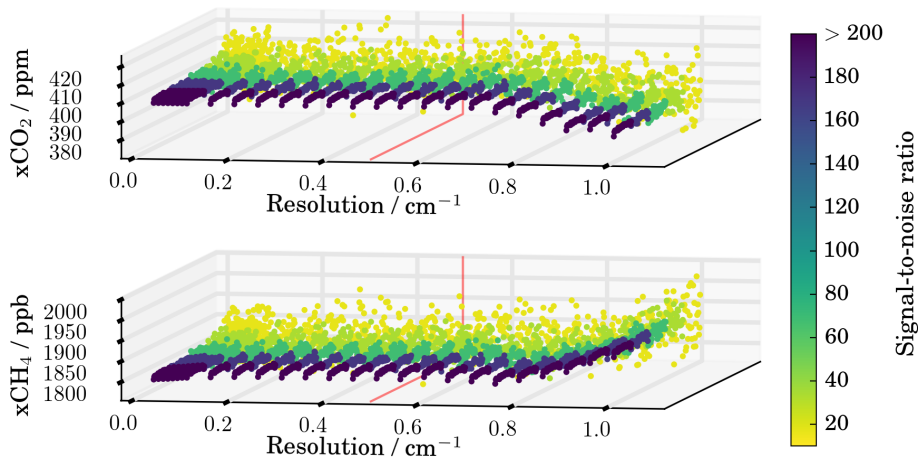 420
410
400
390
380
xCO₂ / ppm
0.0 0.2 0.4 0.6 0.8 1.0
Resolution / cm⁻¹
2000
1950
1900
1850
1800
xCH₄ / ppb
0.0 0.2 0.4 0.6 0.8 1.0
Resolution / cm⁻¹
> 200
180
160
140
120
100
80
60
40
20
Signal-to-noise ratio